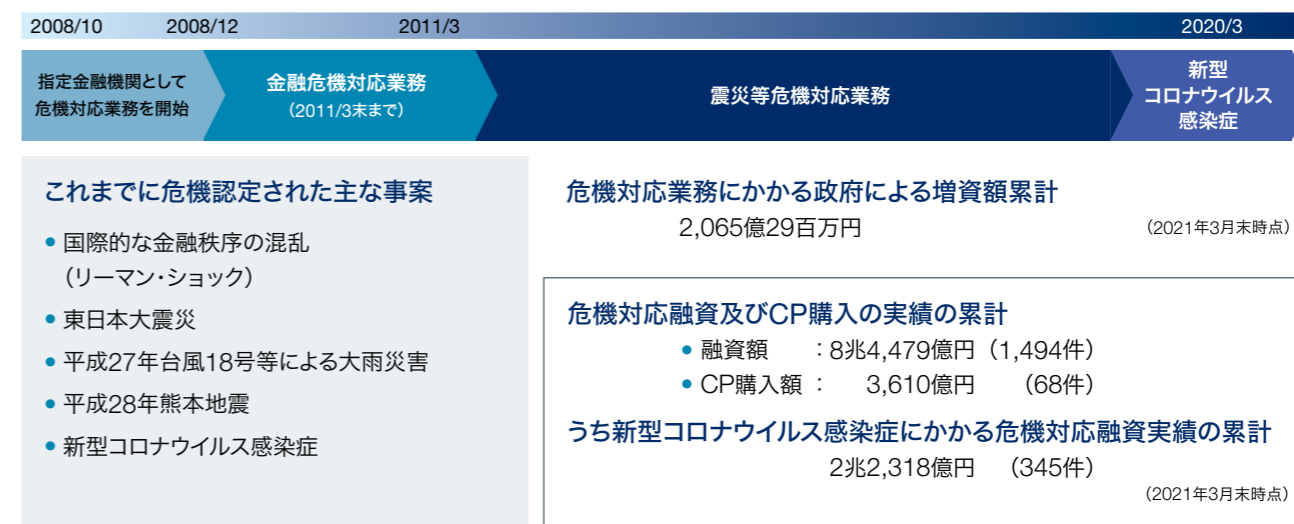 2008/10 2008/12 2011/3 2020/3
指定金融機関として
危機対応業務を開始
金融危機対応業務
（2011/3末まで）
震災等危機対応業務
新型
コロナウイルス
感染症
これまでに危機認定された主な事案
• 国際的な金融秩序の混乱
（リーマン・ショック）
• 東日本大震災
• 平成27年台風18号等による大雨災害
• 平成28年熊本地震
• 新型コロナウイルス感染症
危機対応業務にかかる政府による増資額累計
2,065億29百万円 （2021年3月末時点）
危機対応融資及びCP購入の実績の累計
• 融資額 ：8兆4,479億円（1,494件）
• CP購入額 ： 3,610億円 （68件）
うち新型コロナウイルス感染症にかかる危機対応融資実績の累計
2兆2,318億円 （345件）
（2021年3月末時点）